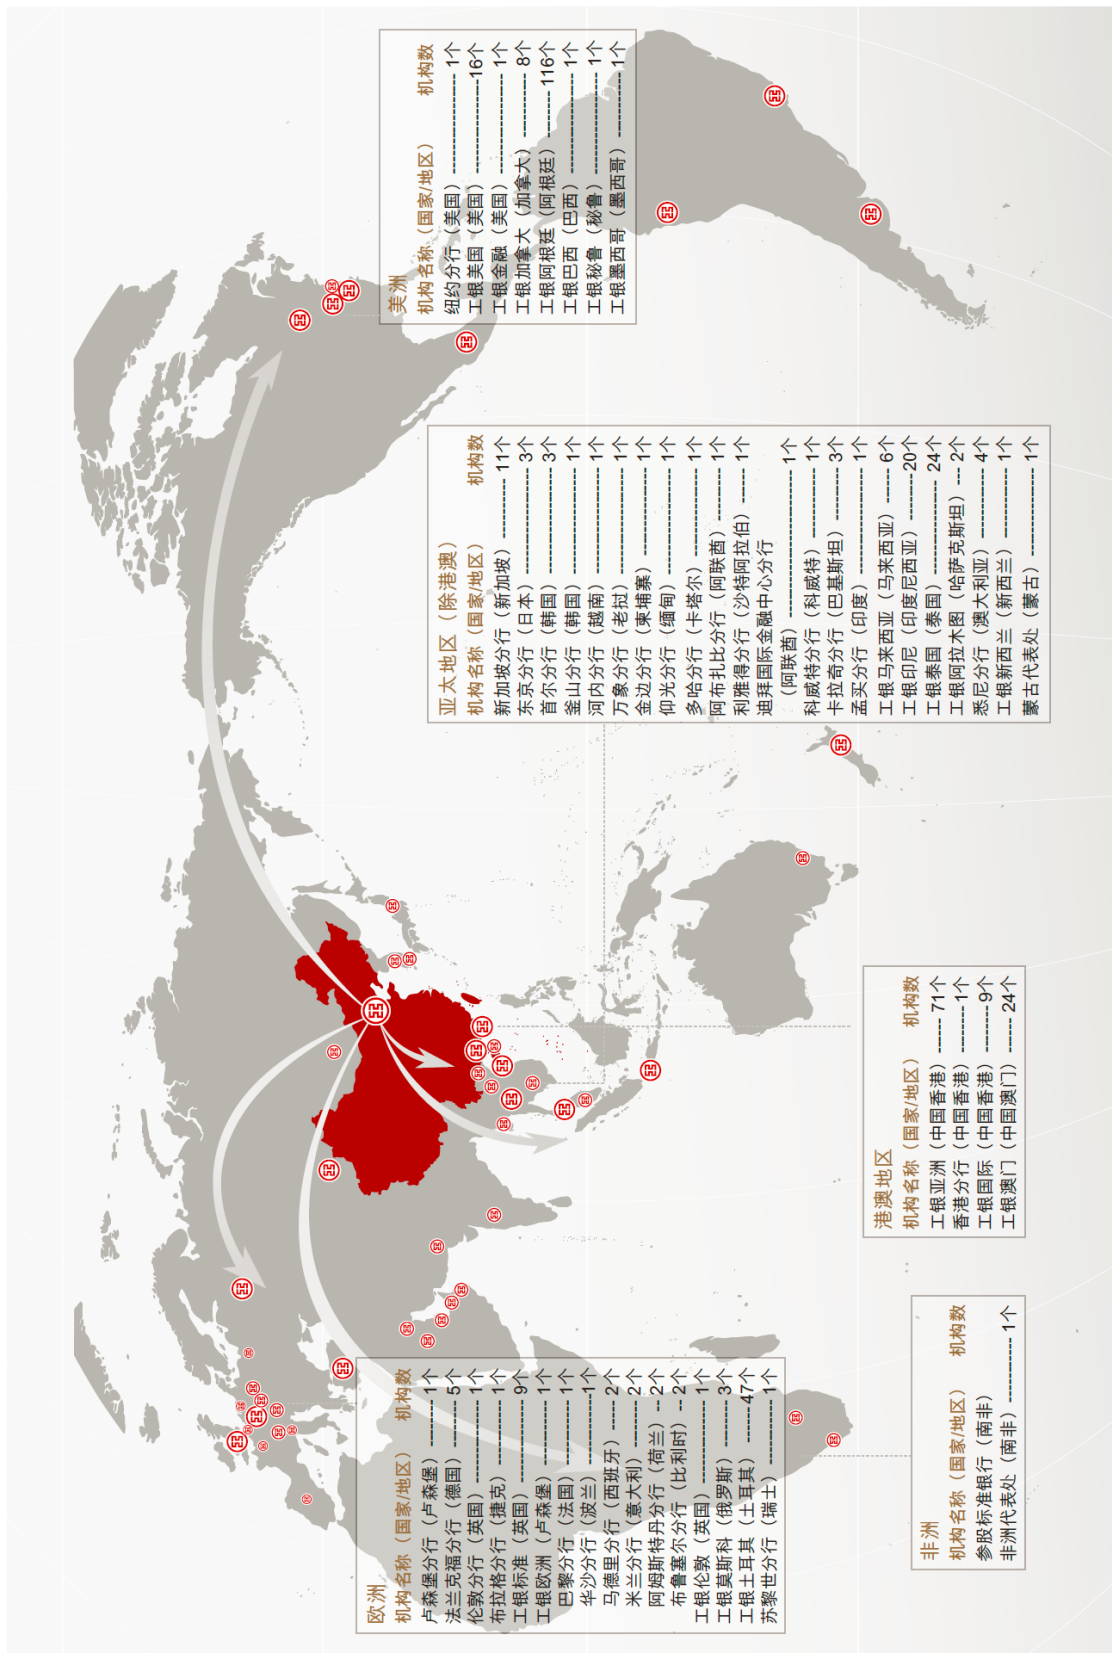 美洲
机构名称（国家/地区） 机构数
纽约分行（美国）----------------- 1个
工银美国（美国）-----------------16个
工银金融（美国）----------------- 1个
工银加拿大（加拿大）------------ 8个
工银阿根廷（阿根廷）-------- 116个
工银巴西（巴西）----------------- 1个
工银秘鲁（秘鲁）------------------1个
工银墨西哥（墨西哥）------------1个
亚太地区（除港澳）
机构名称（国家/地区） 机构数
新加坡分行（新加坡）---------- 11个
东京分行（日本）----------------- 3个
首尔分行（韩国）----------------- 3个
釜山分行（韩国）----------------- 1个
河内分行（越南）----------------- 1个
万象分行（老挝）----------------- 1个
金边分行（柬埔寨）-------------- 1个
仰光分行（缅甸）----------------- 1个
多哈分行（卡塔尔）-------------- 1个
阿布扎比分行（阿联酋）-------- 1个
利雅得分行（沙特阿拉伯）----- 1个
迪拜国际金融中心分行
（阿联酋）------------------------- 1个
科威特分行（科威特）----------- 1个
卡拉奇分行（巴基斯坦）-------- 3个
孟买分行（印度）----------------- 1个
工银马来西亚（马来西亚）------ 6个
工银印尼（印度尼西亚）-------- 20个
工银泰国（泰国）--------------- 24个
工银阿拉木图（哈萨克斯坦）--- 2个
悉尼分行（澳大利亚）----------- 4个
工银新西兰（新西兰）----------- 1个
蒙古代表处（蒙古）-------------- 1个
港澳地区
机构名称（国家/地区） 机构数
工银亚洲（中国香港）----- 71个
香港分行（中国香港）-------1个
工银国际（中国香港）------- 9个
工银澳门（中国澳门）----- 24个
欧洲
机构名称（国家/地区） 机构数
卢森堡分行（卢森堡）---------- 1个
法兰克福分行（德国）---------- 5个
伦敦分行（英国）---------------- 1个
布拉格分行（捷克）------------- 1个
工银标准（英国）---------------- 9个
工银欧洲（卢森堡）------------- 1个
巴黎分行（法国）---------------- 1个
华沙分行（波兰）----------------1个
马德里分行（西班牙）----- 2个
米兰分行（意大利）---------- 2个
阿姆斯特丹分行（荷兰）-- 2个
布鲁塞尔分行（比利时）-- 2个
工银伦敦（英国）---------------- 1个
工银莫斯科（俄罗斯）---------- 3个
工银土耳其（土耳其）------- 47个
苏黎世分行（瑞士）------------- 1个
非洲
机构名称（国家/地区） 机构数
参股标准银行（南非）
非洲代表处（南非）----------- 1个